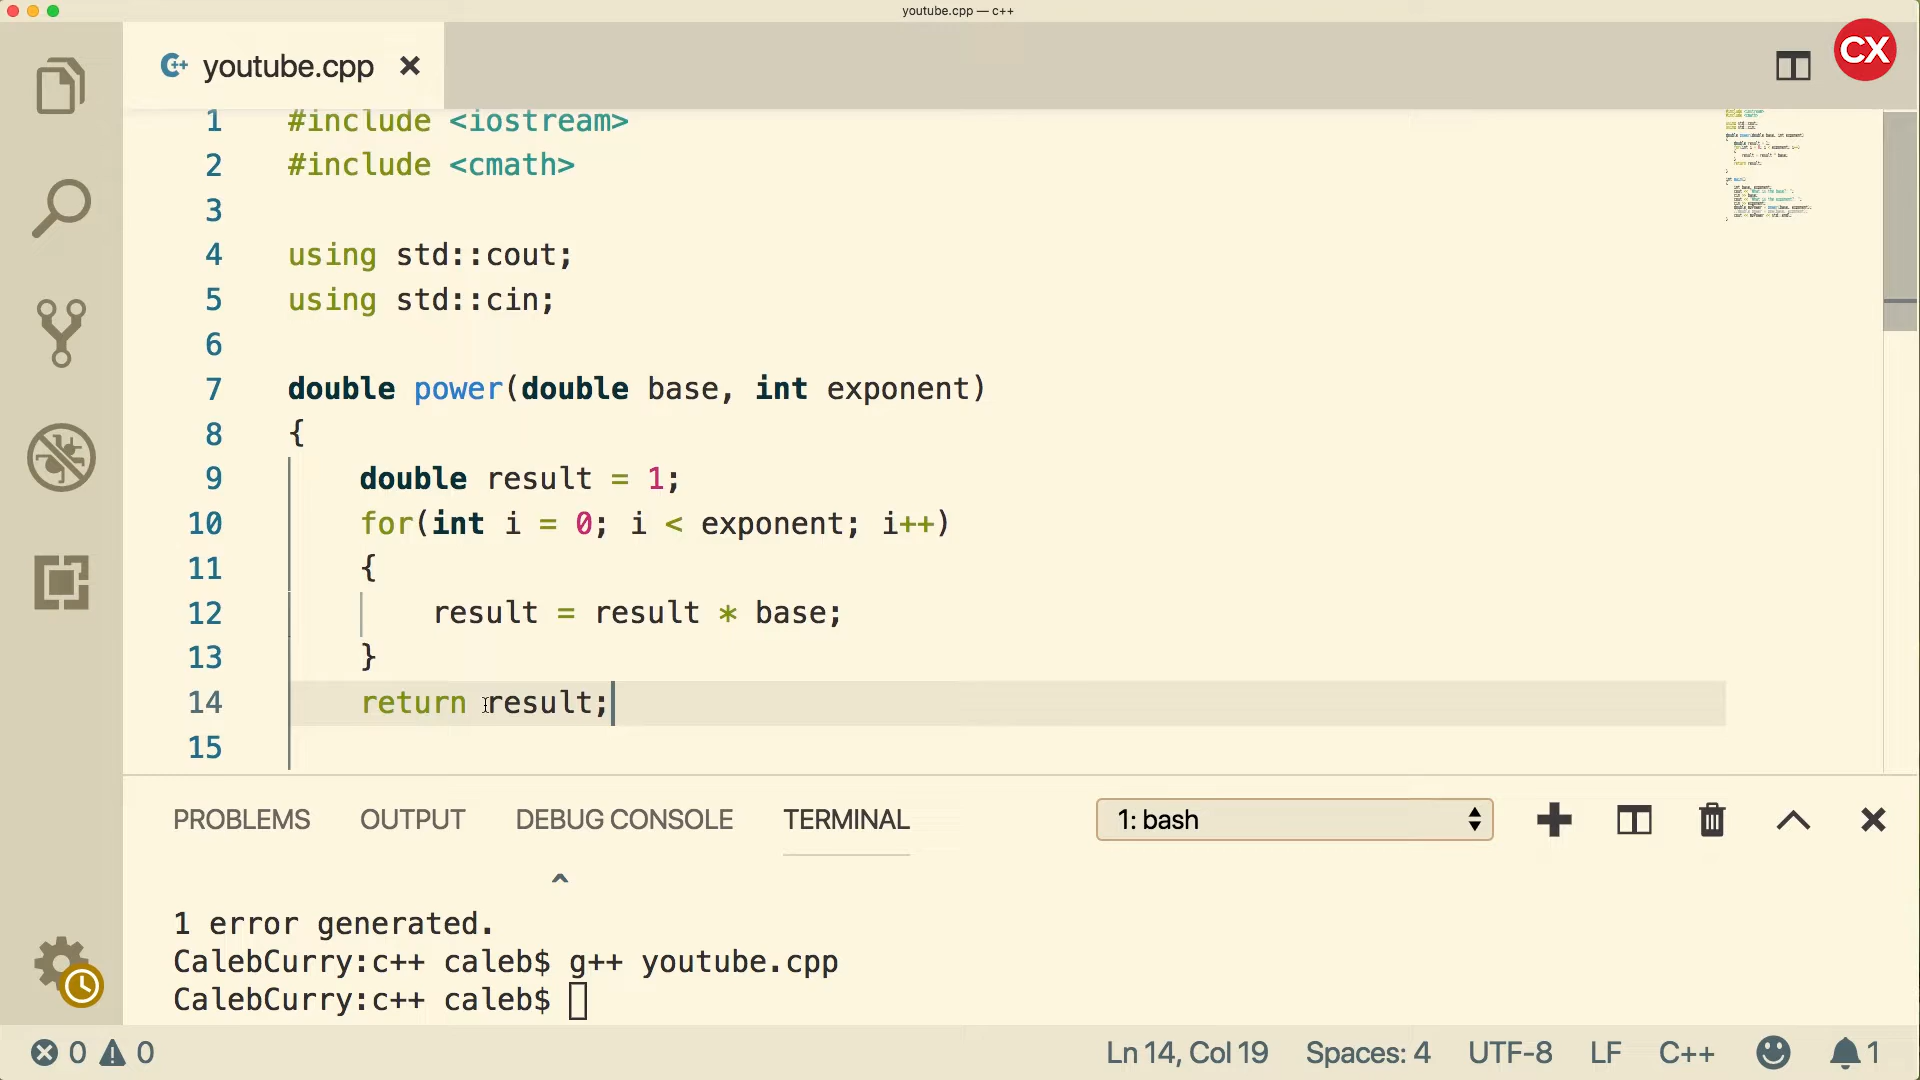 youtube.cpp — c++
CX
youtube.cpp
1 #include <iostream>
2 #include <cmath>
3
4 using std::cout;
5 using std::cin;
6
7 double power(double base, int exponent)
8 {
9 double result = 1;
10 for(int i = 0; i < exponent; i++)
11 {
12 result = result * base;
13 }
14 return result;
15
PROBLEMS OUTPUT DEBUG CONSOLE TERMINAL 1: bash
^
1 error generated.
CalebCurry:c++ caleb$ g++ youtube.cpp
CalebCurry:c++ caleb$
0 0 Ln 14, Col 19 Spaces: 4 UTF-8 LF C++ 1